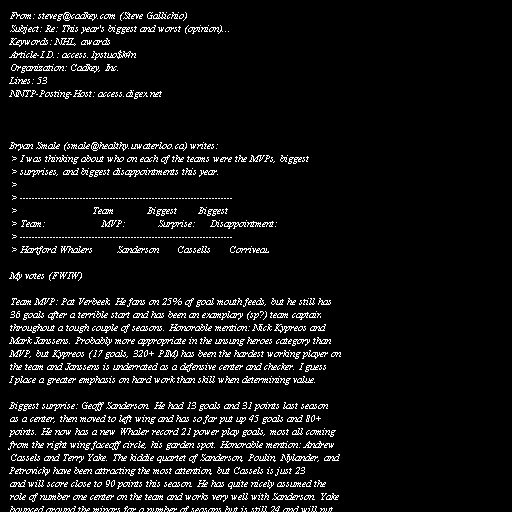 From: steveg@cadkey.com (Steve Gallichio)
Subject: Re: This year's biggest and worst (opinion)...
Keywords: NHL, awards
Article-I.D.: access.1pstuo$k4n
Organization: Cadkey, Inc.
Lines: 53
NNTP-Posting-Host: access.digex.net
Bryan Smale (smale@healthy.uwaterloo.ca) writes:
> I was thinking about who on each of the teams were the MVPs, biggest
> surprises, and biggest disappointments this year.
>
> -----------------------------------------------------------------------
> Team Biggest Biggest
> Team: MVP: Surprise: Disappointment:
> -----------------------------------------------------------------------
> Hartford Whalers Sanderson Cassells Corriveau
My votes (FWIW)
Team MVP: Pat Verbeek. He fans on 25% of goal mouth feeds, but he still has
36 goals after a terrible start and has been an examplary (sp?) team captain
throughout a tough couple of seasons. Honorable mention: Nick Kypreos and
Mark Janssens. Probably more appropriate in the unsung heroes category than
MVP, but Kypreos (17 goals, 320+ PIM) has been the hardest working player on
the team and Janssens is underrated as a defensive center and checker. I guess
I place a greater emphasis on hard work than skill when determining value.
Biggest surprise: Geoff Sanderson. He had 13 goals and 31 points last season
as a center, then moved to left wing and has so far put up 45 goals and 80+
points. He now has a new Whaler record 21 power play goals, most all coming
from the right wing faceoff circle, his garden spot. Honorable mention: Andrew
Cassels and Terry Yake. The kiddie quartet of Sanderson, Poulin, Nylander, and
Petrovicky have been attracting the most attention, but Cassels is just 23
and will score close to 90 points this season. He has quite nicely assumed the
role of number one center on the team and works very well with Sanderson. Yake
bounced around the minors for a number of seasons but is still 24 and will put